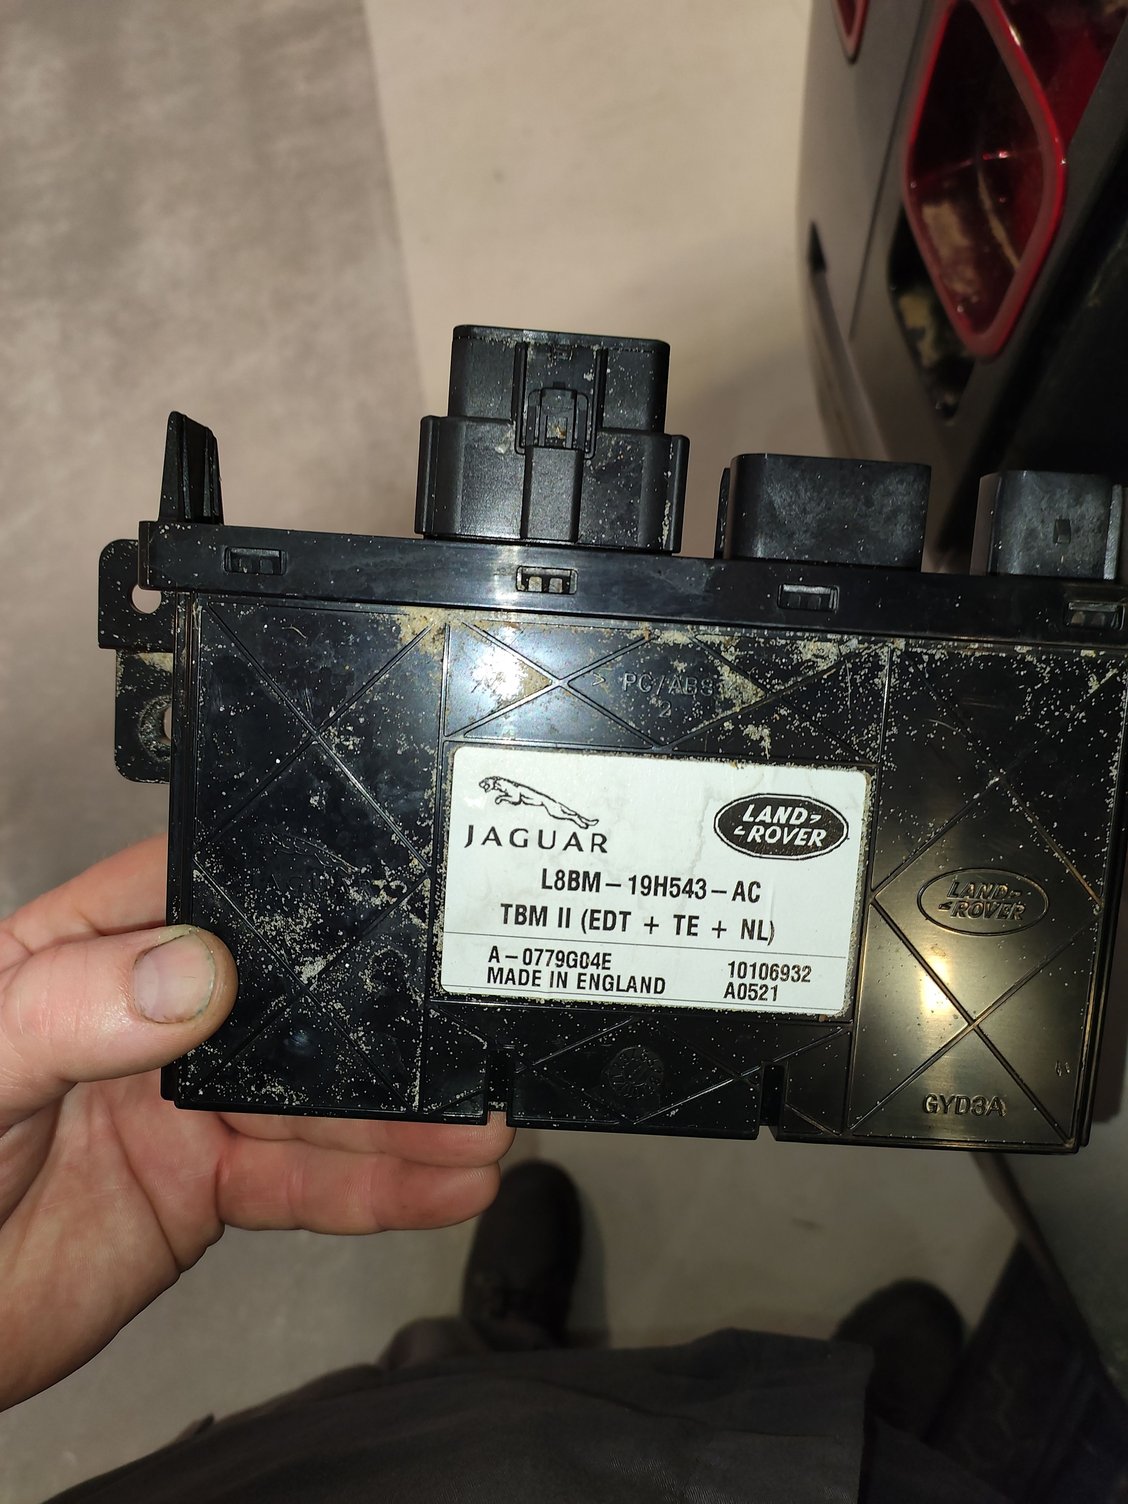 PC/ABS
2
JAGUAR
LAND-
-ROVER
L8BM-19H543-AC
TBM II (EDT + TE + NL)
A-0779G04E
10106932
MADE IN ENGLAND
A0521
LAND-
-ROVER
GYD3A